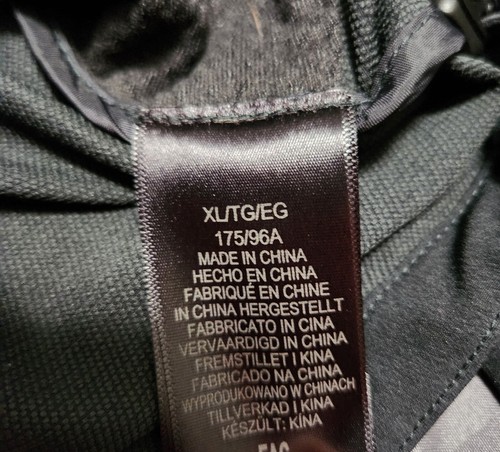 XL/TG/EG
175/96A
MADE IN CHINA
HECHO EN CHINA
FABRIQUÉ EN CHINE
IN CHINA HERGESTELLT
FABBRICATO IN CINA
VERVAARDIGD IN CHINA
FREMSTILLET I KINA
FABRICADO NA CHINA
WYPRODUKOWANO W CHINACH
TILLVERKAD I KINA
KÉSZÜLT: KÍNA